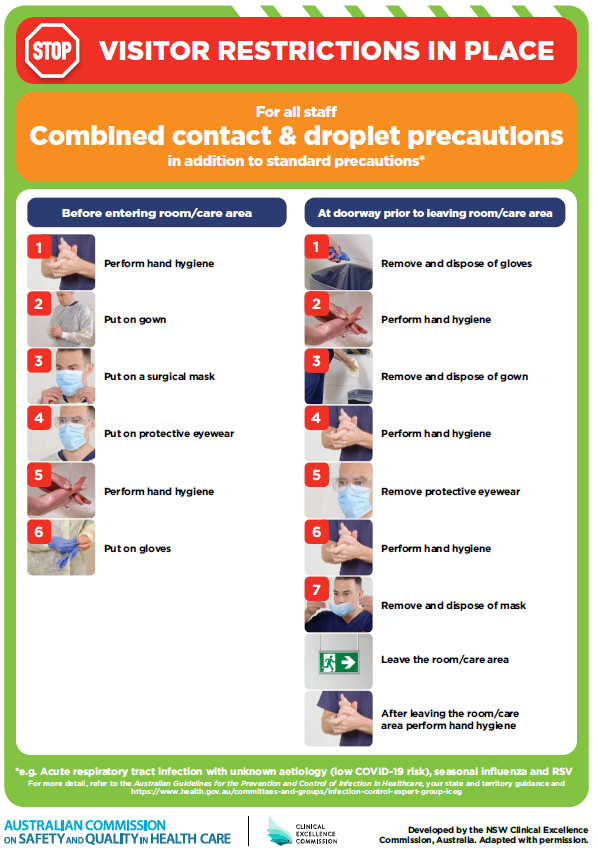 STOP
VISITOR RESTRICTIONS IN PLACE
For all staff
Combined contact & droplet precautions
in addition to standard precautions*
Before entering room/care area
1
Perform hand hygiene
2
Put on gown
3
Put on a surgical mask
4
Put on protective eyewear
5
Perform hand hygiene
6
Put on gloves
At doorway prior to leaving room/care area
1
Remove and dispose of gloves
2
Perform hand hygiene
3
Remove and dispose of gown
4
Perform hand hygiene
5
Remove protective eyewear
6
Perform hand hygiene
7
Remove and dispose of mask
Leave the room/care area
After leaving the room/care
area perform hand hygiene
*e.g. Acute respiratory tract infection with unknown aetiology (low COVID-19 risk), seasonal influenza and RSV
For more detail, refer to the Australian Guidelines for the Prevention and Control of Infection in Healthcare, your state and territory guidance and
https://www.health.gov.au/committees-and-groups/infection-control-expert-group-iceg
AUSTRALIAN COMMISSION
ON SAFETY AND QUALITY IN HEALTH CARE
CLINICAL
EXCELLENCE
COMMISSION
Developed by the NSW Clinical Excellence
Commission, Australia. Adapted with permission.